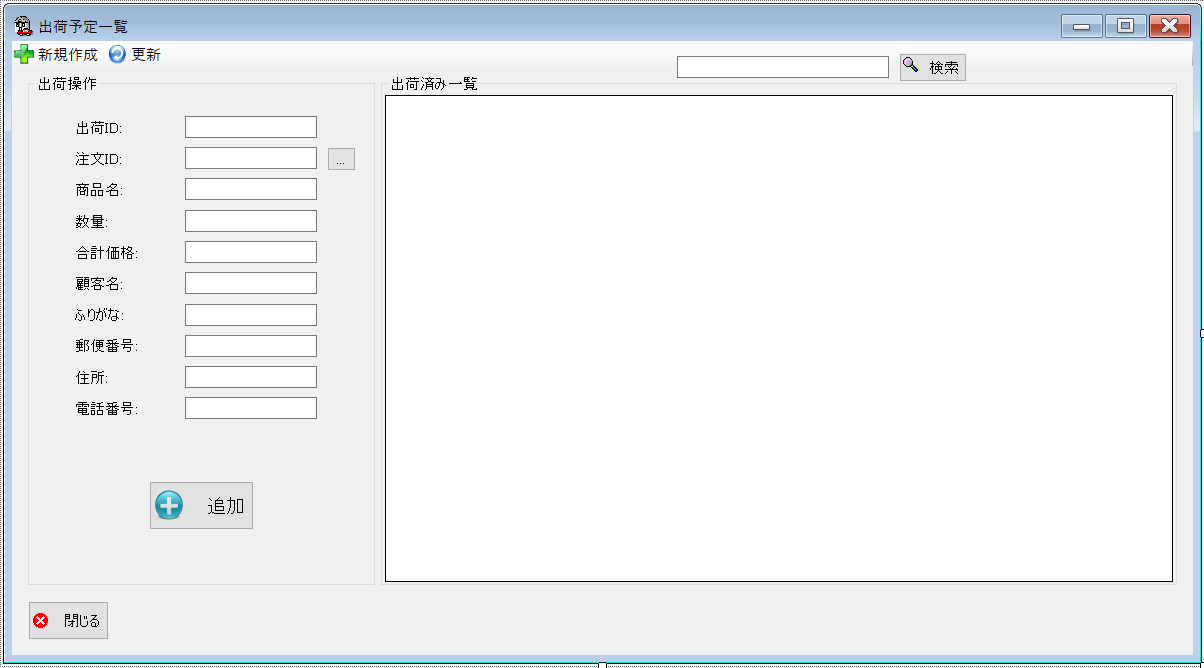 出荷予定一覧
新規作成 更新
検索
出荷操作
出荷済み一覧
出荷ID:
注文ID:
...
商品名:
数量:
合計価格:
顧客名:
ふりがな:
郵便番号:
住所:
電話番号:
追加
閉じる